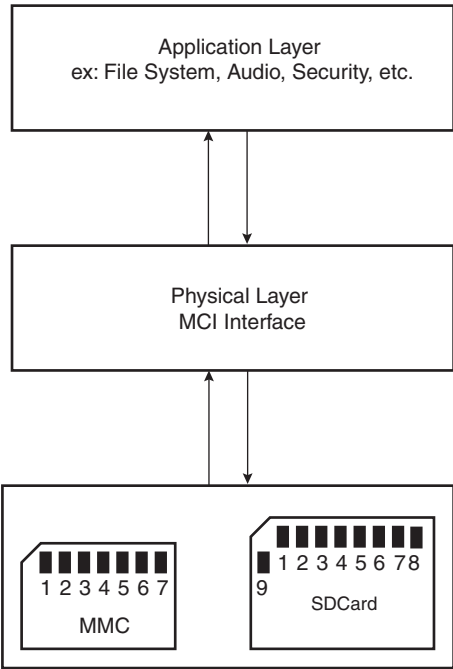 Application Layer
ex: File System, Audio, Security, etc.
Physical Layer
MCI Interface
1 2 3 4 5 6 7
MMC
1 2 3 4 5 6 78
9
SDCard